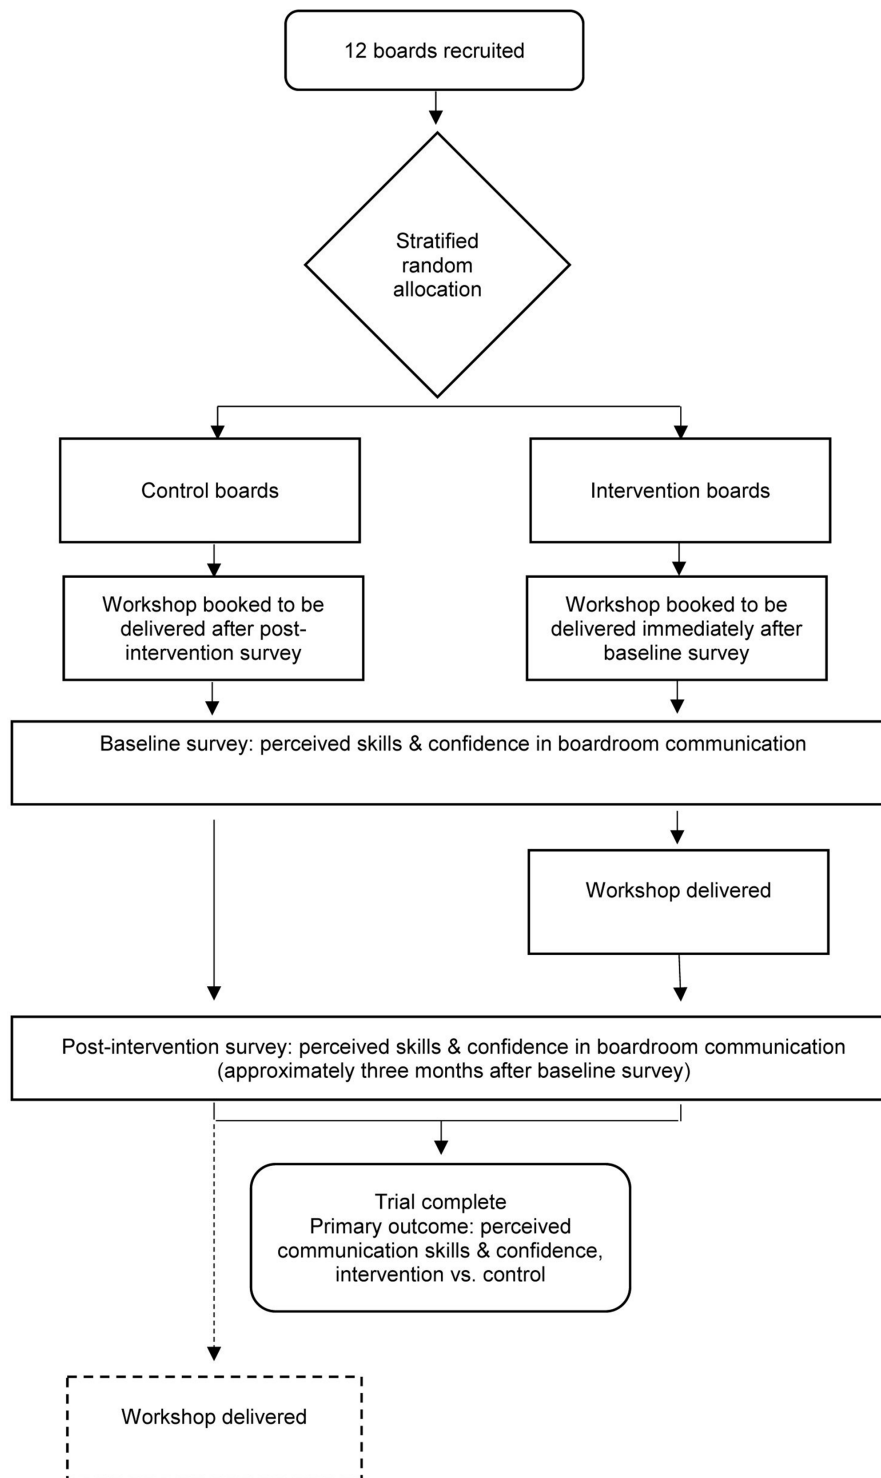 12 boards recruited
Stratified
random
allocation
Control boards
Intervention boards
Workshop booked to be
delivered after post-
intervention survey
Workshop booked to be
delivered immediately after
baseline survey
Baseline survey: perceived skills & confidence in boardroom communication
Workshop delivered
Post-intervention survey: perceived skills & confidence in boardroom communication
(approximately three months after baseline survey)
Trial complete
Primary outcome: perceived
communication skills & confidence,
intervention vs. control
Workshop delivered